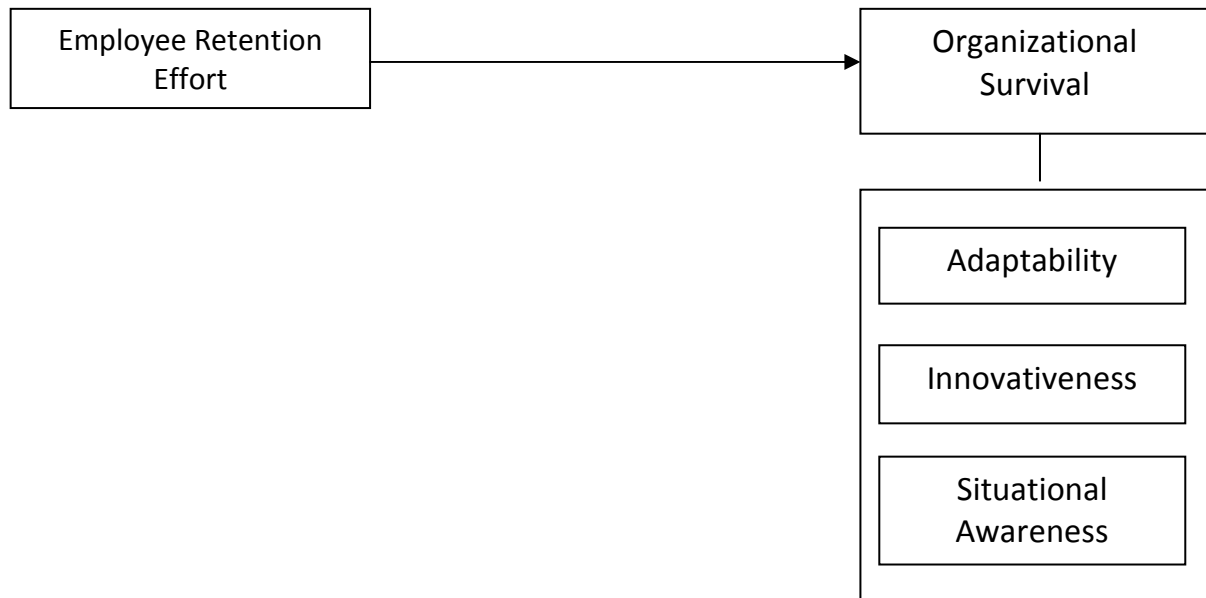 Employee Retention
Effort
Organizational
Survival
Adaptability
Innovativeness
Situational
Awareness